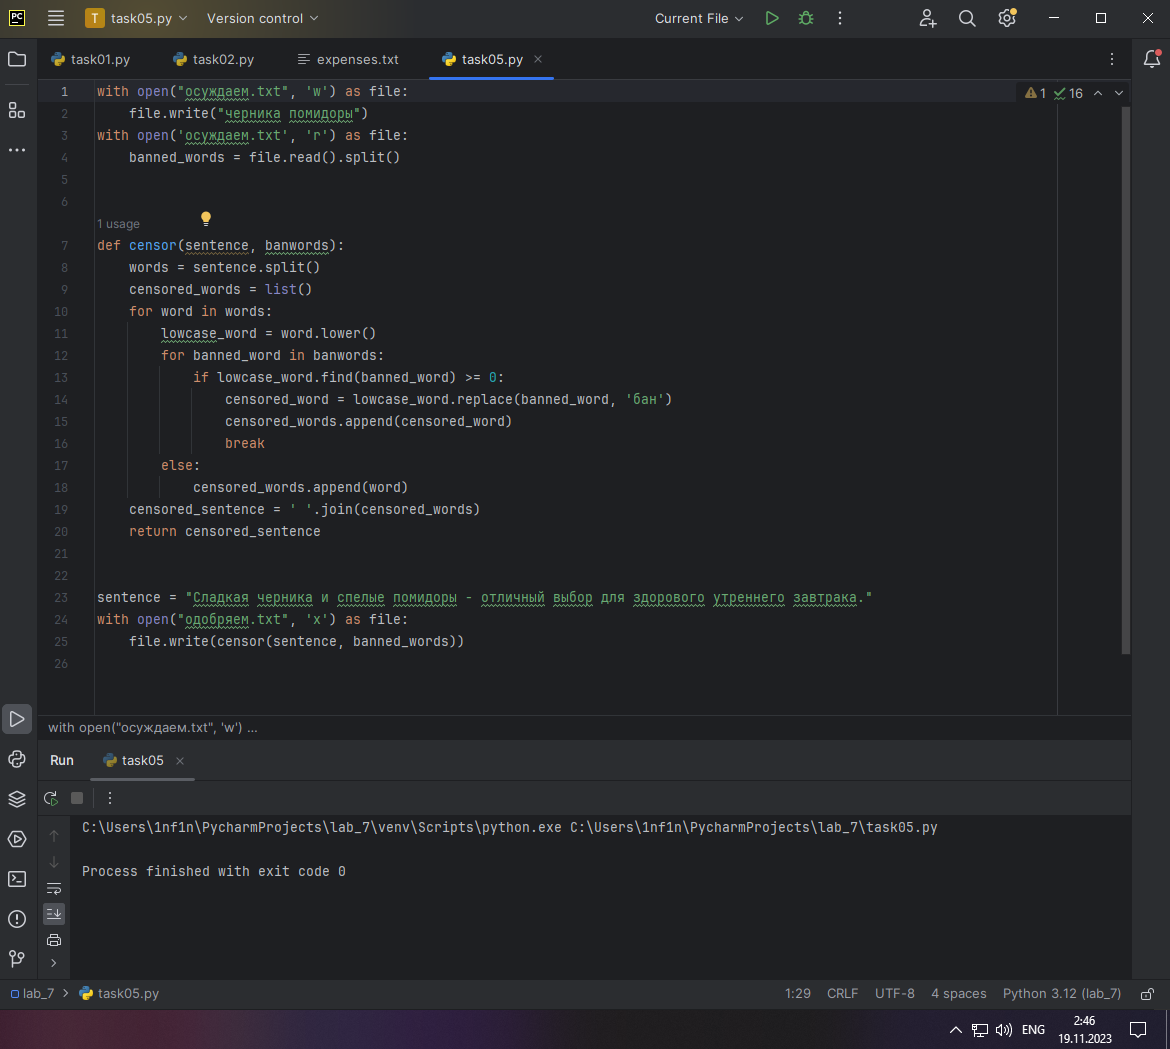 PC T task05.py Version control Current File
task01.py task02.py expenses.txt task05.py
1 with open("осуждаем.txt", 'w') as file: 1 16
2 file.write("черника помидоры")
3 with open('осуждаем.txt', 'r') as file:
4 banned_words = file.read().split()
5
6
1 usage
7 def censor(sentence, banwords):
8 words = sentence.split()
9 censored_words = list()
10 for word in words:
11 lowcase_word = word.lower()
12 for banned_word in banwords:
13 if lowcase_word.find(banned_word) >= 0:
14 censored_word = lowcase_word.replace(banned_word, 'бан')
15 censored_words.append(censored_word)
16 break
17 else:
18 censored_words.append(word)
19 censored_sentence = ' '.join(censored_words)
20 return censored_sentence
21
22
23 sentence = "Сладкая черника и спелые помидоры - отличный выбор для здорового утреннего завтрака."
24 with open("одобряем.txt", 'x') as file:
25 file.write(censor(sentence, banned_words))
26
with open("осуждаем.txt", 'w') ...
Run task05
C:\Users\1nf1n\PycharmProjects\lab_7\venv\Scripts\python.exe C:\Users\1nf1n\PycharmProjects\lab_7\task05.py
Process finished with exit code 0
lab_7 task05.py 1:29 CRLF UTF-8 4 spaces Python 3.12 (lab_7)
ENG 2:46
19.11.2023